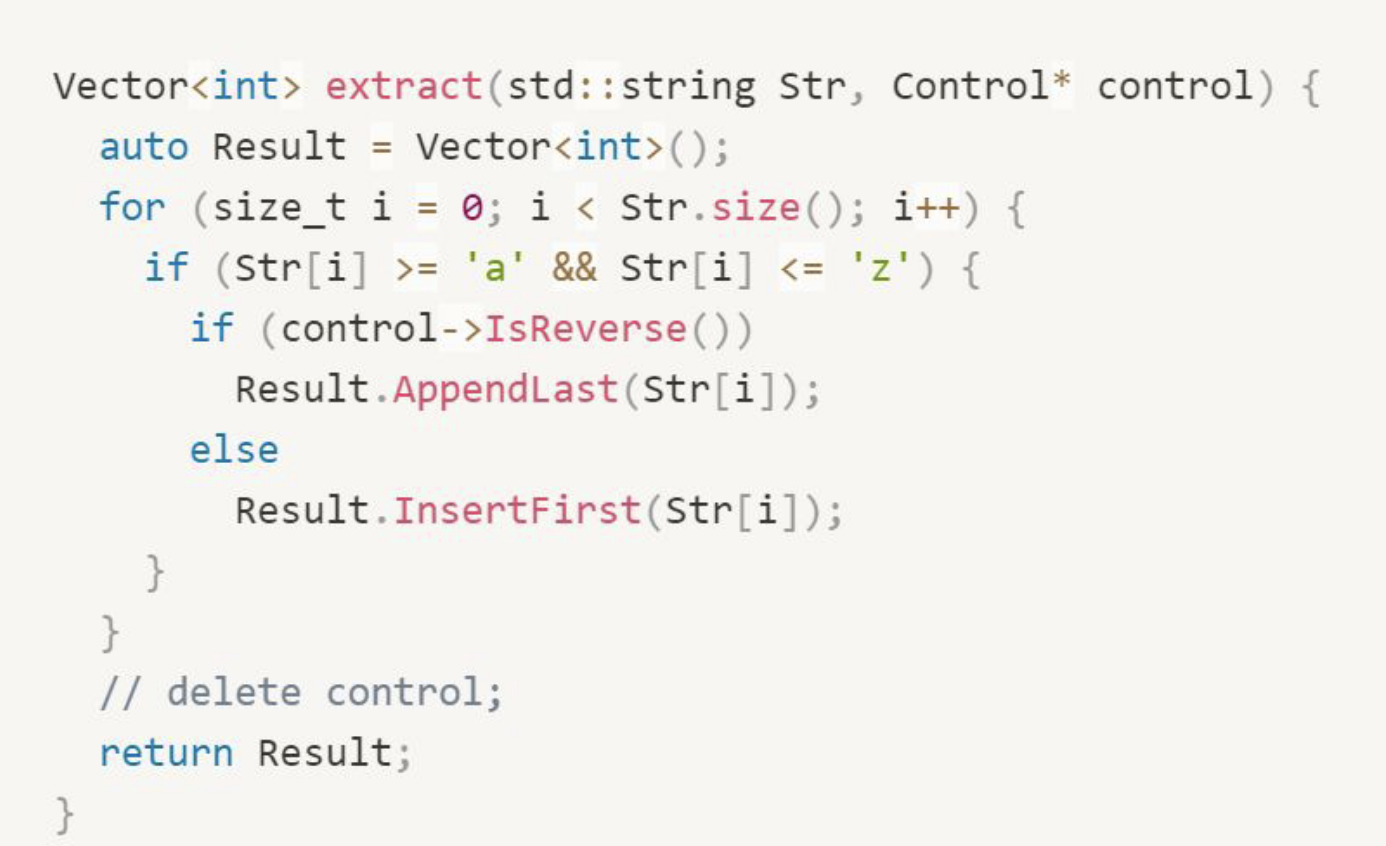 Vector<int> extract(std::string Str, Control* control) {
  auto Result = Vector<int>();
  for (size_t i = 0; i < Str.size(); i++) {
    if (Str[i] >= 'a' && Str[i] <= 'z') {
      if (control->IsReverse())
        Result.AppendLast(Str[i]);
      else
        Result.InsertFirst(Str[i]);
    }
  }
  // delete control;
  return Result;
}